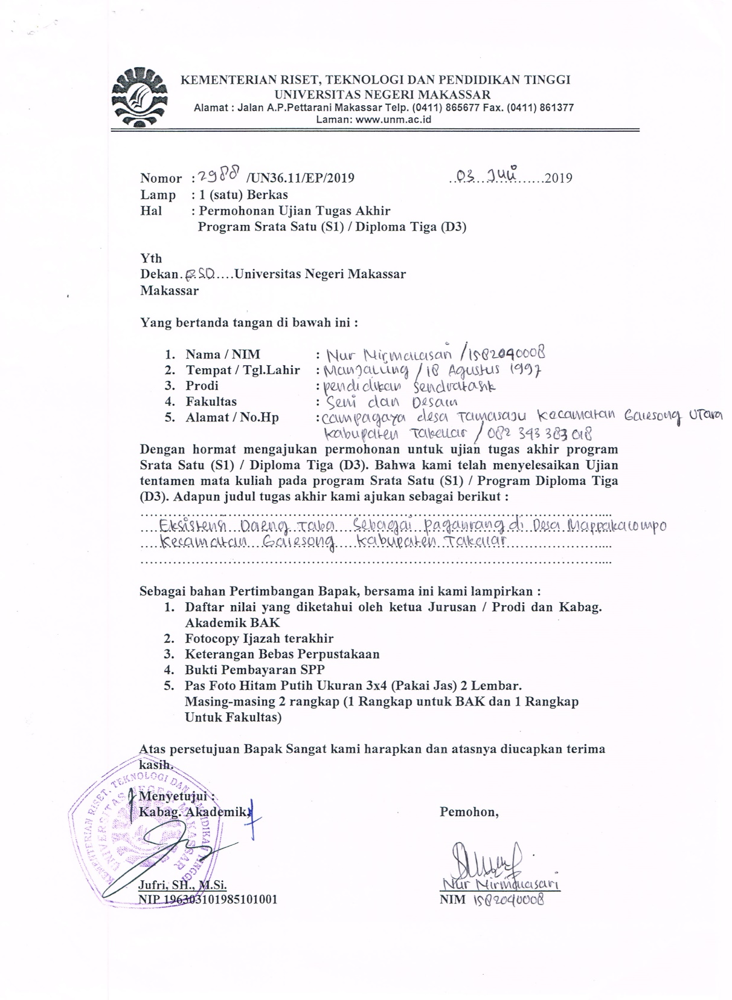 KEMENTERIAN RISET, TEKNOLOGI DAN PENDIDIKAN TINGGI
UNIVERSITAS NEGERI MAKASSAR
Alamat : Jalan A.P.Pettarani Makassar Telp. (0411) 865677 Fax. (0411) 861377
Laman: www.unm.ac.id
Nomor : 2988 /UN36.11/EP/2019 03 Juli 2019
Lamp : 1 (satu) Berkas
Hal : Permohonan Ujian Tugas Akhir
Program Srata Satu (S1) / Diploma Tiga (D3)
Yth
Dekan. FSD ....Universitas Negeri Makassar
Makassar
Yang bertanda tangan di bawah ini :
1. Nama / NIM : Nur Nirmalasari / 1582040008
2. Tempat / Tgl.Lahir : Manjalling / 18 Agustus 1997
3. Prodi : pendidikan sendratasik
4. Fakultas : Seni dan Desain
5. Alamat / No.Hp : campagaya desa Tamasaju Kecamatan Galesong Utara
Kabupaten Takallar / 082 343 383 018
Dengan hormat mengajukan permohonan untuk ujian tugas akhir program
Srata Satu (S1) / Diploma Tiga (D3). Bahwa kami telah menyelesaikan Ujian
tentamen mata kuliah pada program Srata Satu (S1) / Program Diploma Tiga
(D3). Adapun judul tugas akhir kami ajukan sebagai berikut :
Eksistensi Daeng Taba Sebagai Paganrang di Desa Mappakalompo
Kecamatan Galesong Kabupaten Takallar
Sebagai bahan Pertimbangan Bapak, bersama ini kami lampirkan :
1. Daftar nilai yang diketahui oleh ketua Jurusan / Prodi dan Kabag.
Akademik BAK
2. Fotocopy Ijazah terakhir
3. Keterangan Bebas Perpustakaan
4. Bukti Pembayaran SPP
5. Pas Foto Hitam Putih Ukuran 3x4 (Pakai Jas) 2 Lembar.
Masing-masing 2 rangkap (1 Rangkap untuk BAK dan 1 Rangkap
Untuk Fakultas)
Atas persetujuan Bapak Sangat kami harapkan dan atasnya diucapkan terima
kasih.
KEMENTERIAN RISET, TEKNOLOGI DAN PENDIDIKAN TINGGI
UNIVERSITAS NEGERI MAKASSAR
Menyetujui :
Kabag. Akademik, Pemohon,
Jufri, SH., M.Si. Nur Nirmalasari
NIP 196303101985101001 NIM 1582040008